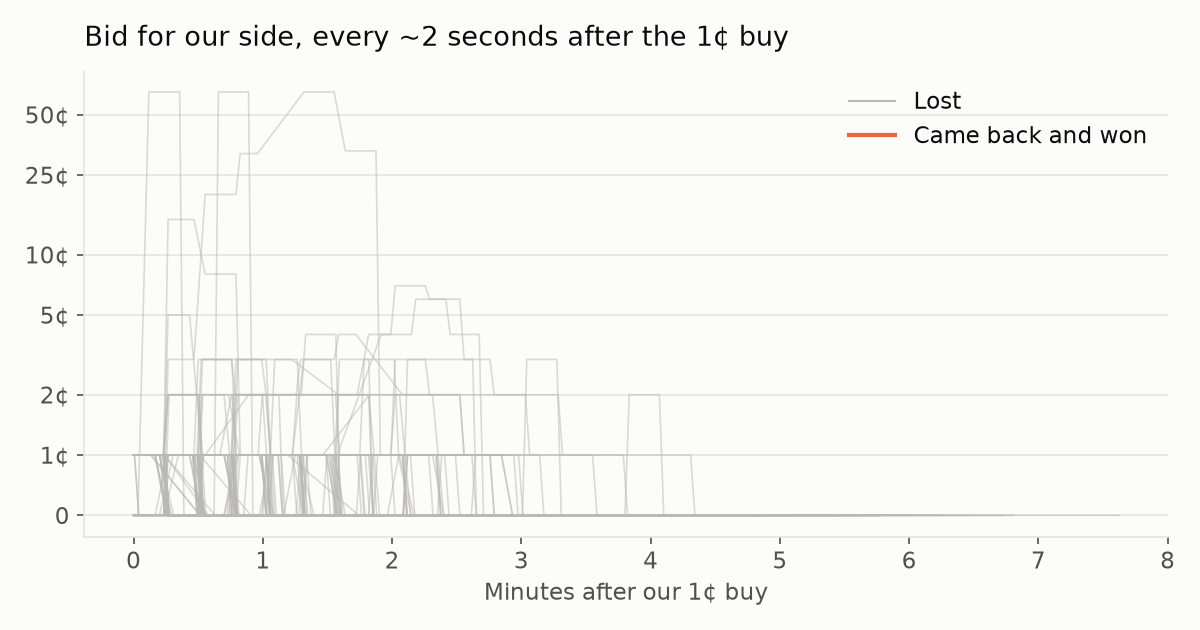 Bid for our side, every ~2 seconds after the 1¢ buy
Lost
Came back and won
50¢
25¢
10¢
5¢
2¢
1¢
0
0 1 2 3 4 5 6 7 8
Minutes after our 1¢ buy